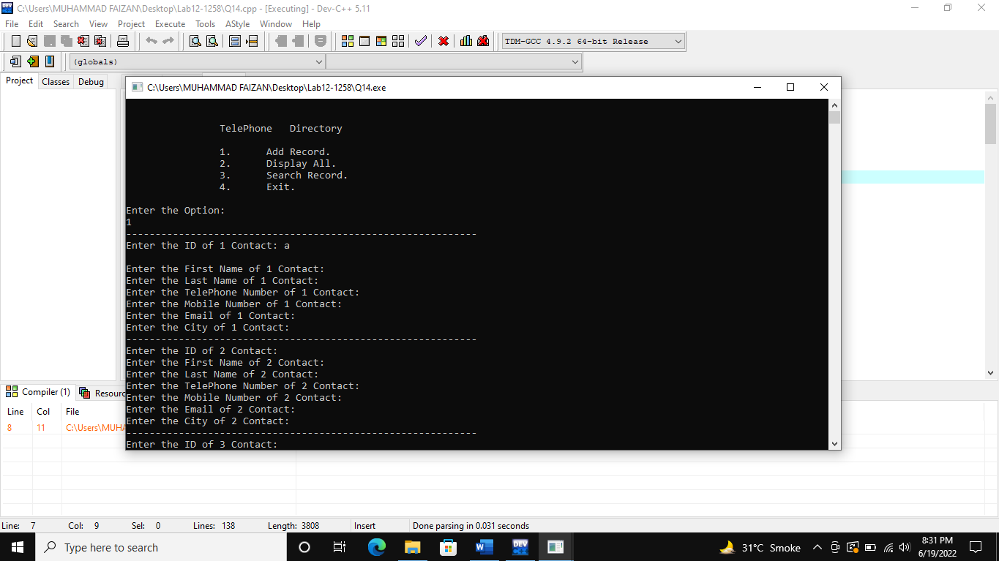 C:\Users\MUHAMMAD FAIZAN\Desktop\Lab12-1258\Q14.cpp - [Executing] - Dev-C++ 5.11
File Edit Search View Project Execute Tools AStyle Window Help
TDM-GCC 4.9.2 64-bit Release
(globals)
Project Classes Debug
C:\Users\MUHAMMAD FAIZAN\Desktop\Lab12-1258\Q14.exe
TelePhone Directory
1. Add Record.
2. Display All.
3. Search Record.
4. Exit.
Enter the Option:
1
------------------------------------------------------------
Enter the ID of 1 Contact: a
Enter the First Name of 1 Contact:
Enter the Last Name of 1 Contact:
Enter the TelePhone Number of 1 Contact:
Enter the Mobile Number of 1 Contact:
Enter the Email of 1 Contact:
Enter the City of 1 Contact:
------------------------------------------------------------
Enter the ID of 2 Contact:
Enter the First Name of 2 Contact:
Enter the Last Name of 2 Contact:
Enter the TelePhone Number of 2 Contact:
Enter the Mobile Number of 2 Contact:
Enter the Email of 2 Contact:
Enter the City of 2 Contact:
------------------------------------------------------------
Enter the ID of 3 Contact:
Compiler (1) Resourc
Line Col File
8 11 C:\Users\MUHA
Line: 7 Col: 9 Sel: 0 Lines: 138 Length: 3808 Insert Done parsing in 0.031 seconds
Type here to search
31°C Smoke
8:31 PM
6/19/2022